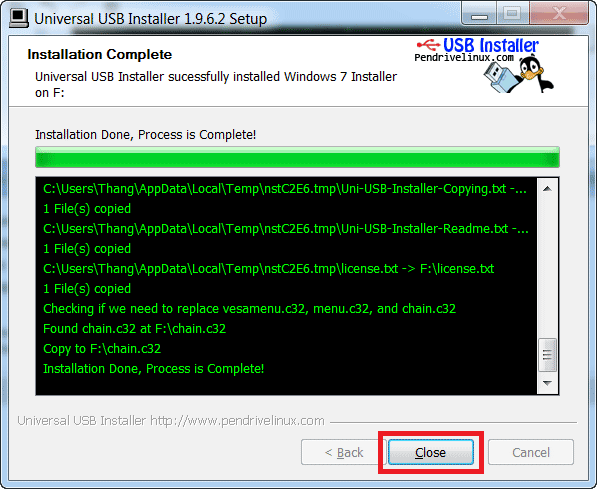 Universal USB Installer 1.9.6.2 Setup
Installation Complete
Universal USB Installer sucessfully installed Windows 7 Installer
on F:
USB Installer
Pendrivelinux.com
Installation Done, Process is Complete!
C:\Users\Thang\AppData\Local\Temp\nstC2E6.tmp\Uni-USB-Installer-Copying.txt -...
1 File(s) copied
C:\Users\Thang\AppData\Local\Temp\nstC2E6.tmp\Uni-USB-Installer-Readme.txt -...
1 File(s) copied
C:\Users\Thang\AppData\Local\Temp\nstC2E6.tmp\license.txt -> F:\license.txt
1 File(s) copied
Checking if we need to replace vesamenu.c32, menu.c32, and chain.c32
Found chain.c32 at F:\chain.c32
Copy to F:\chain.c32
Installation Done, Process is Complete!
Universal USB Installer http://www.pendrivelinux.com
< Back
Close
Cancel